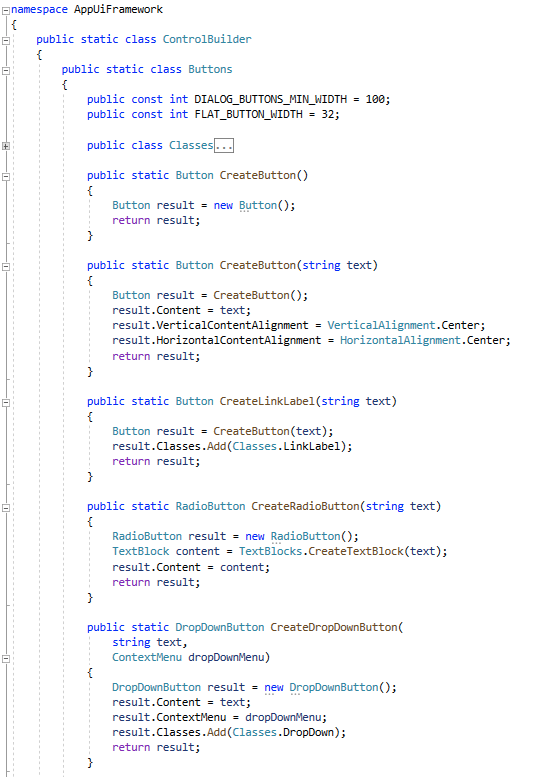 namespace AppUiFramework
{
public static class ControlBuilder
{
public static class Buttons
{
public const int DIALOG_BUTTONS_MIN_WIDTH = 100;
public const int FLAT_BUTTON_WIDTH = 32;
public class Classes...
public static Button CreateButton()
{
Button result = new Button();
return result;
}
public static Button CreateButton(string text)
{
Button result = CreateButton();
result.Content = text;
result.VerticalContentAlignment = VerticalAlignment.Center;
result.HorizontalContentAlignment = HorizontalAlignment.Center;
return result;
}
public static Button CreateLinkLabel(string text)
{
Button result = CreateButton(text);
result.Classes.Add(Classes.LinkLabel);
return result;
}
public static RadioButton CreateRadioButton(string text)
{
RadioButton result = new RadioButton();
TextBlock content = TextBlocks.CreateTextBlock(text);
result.Content = content;
return result;
}
public static DropDownButton CreateDropDownButton(
string text,
ContextMenu dropDownMenu)
{
DropDownButton result = new DropDownButton();
result.Content = text;
result.ContextMenu = dropDownMenu;
result.Classes.Add(Classes.DropDown);
return result;
}